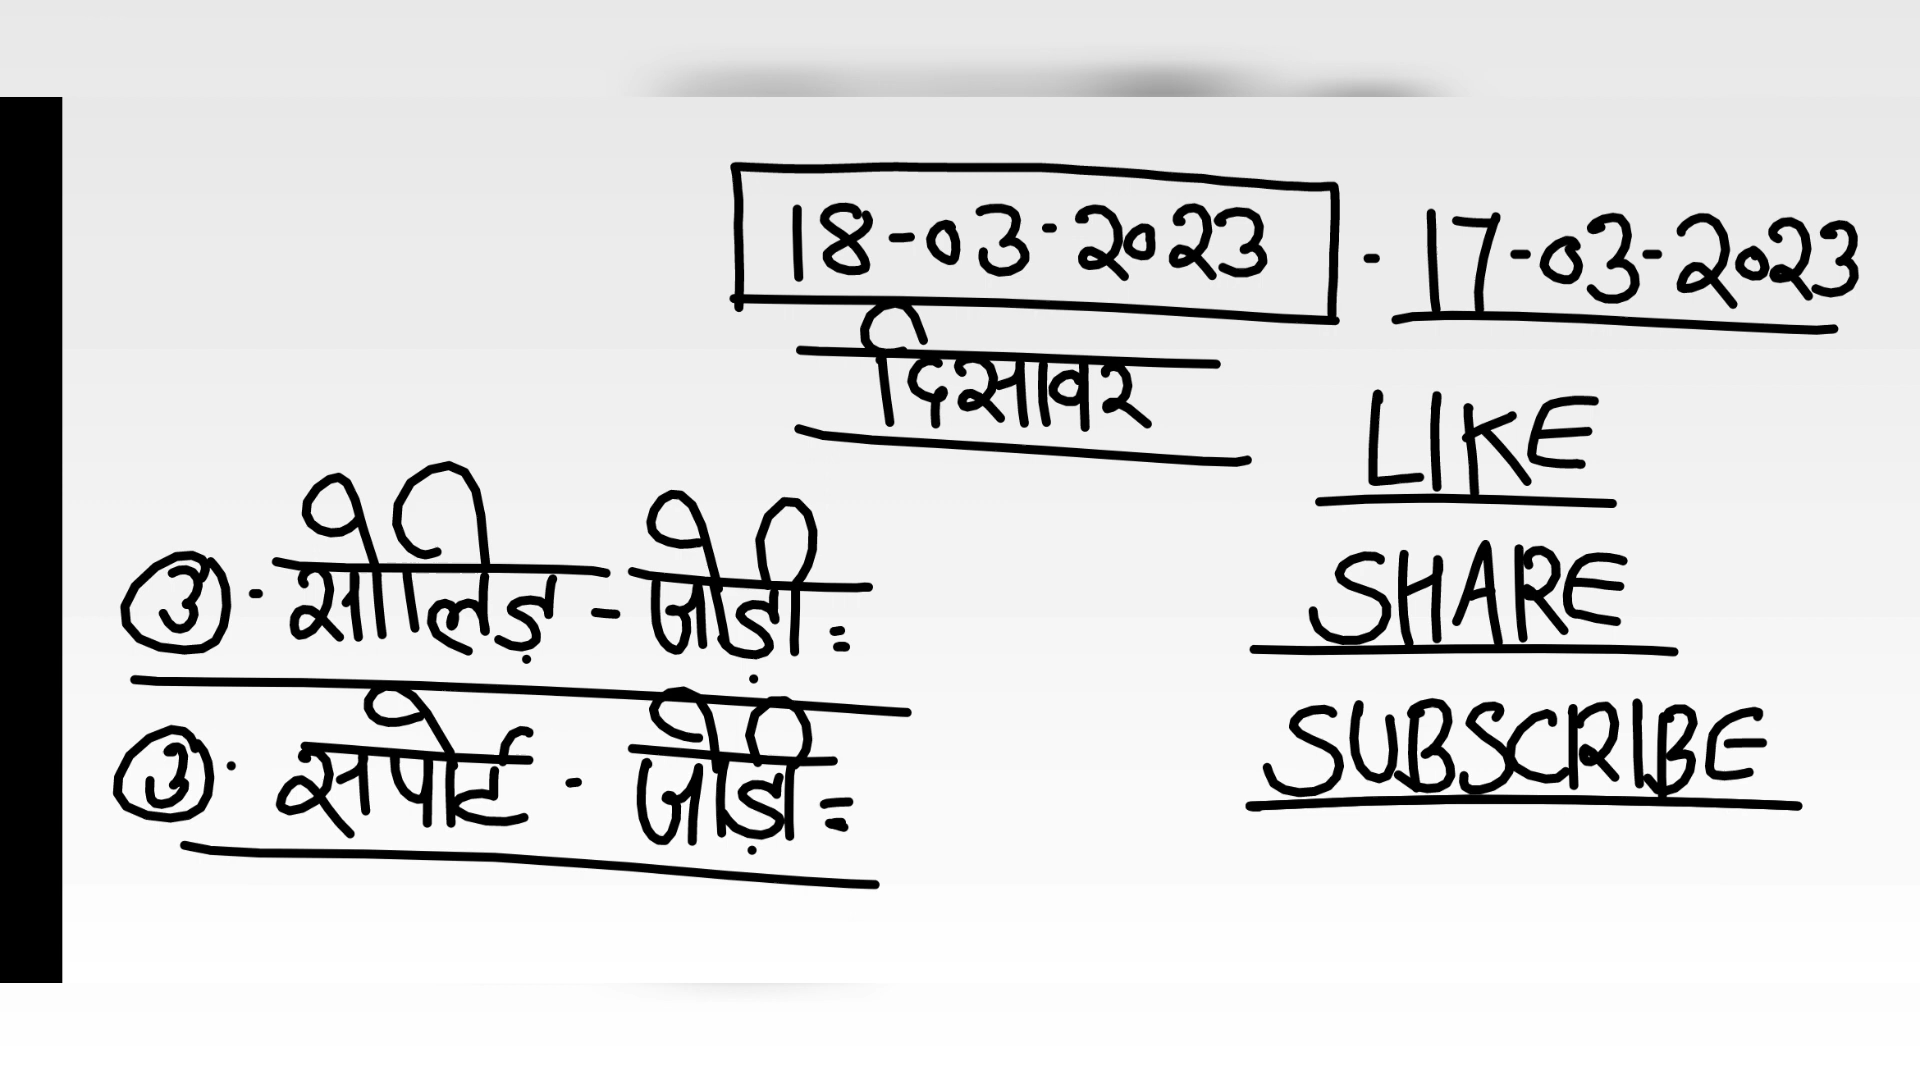 18-03-2023 - 17-03-2023
दिसावर
LIKE
SHARE
SUBSCRIBE
③ - सोलिड़ - जोड़ी =
③ - सपोर्ट - जोड़ी =